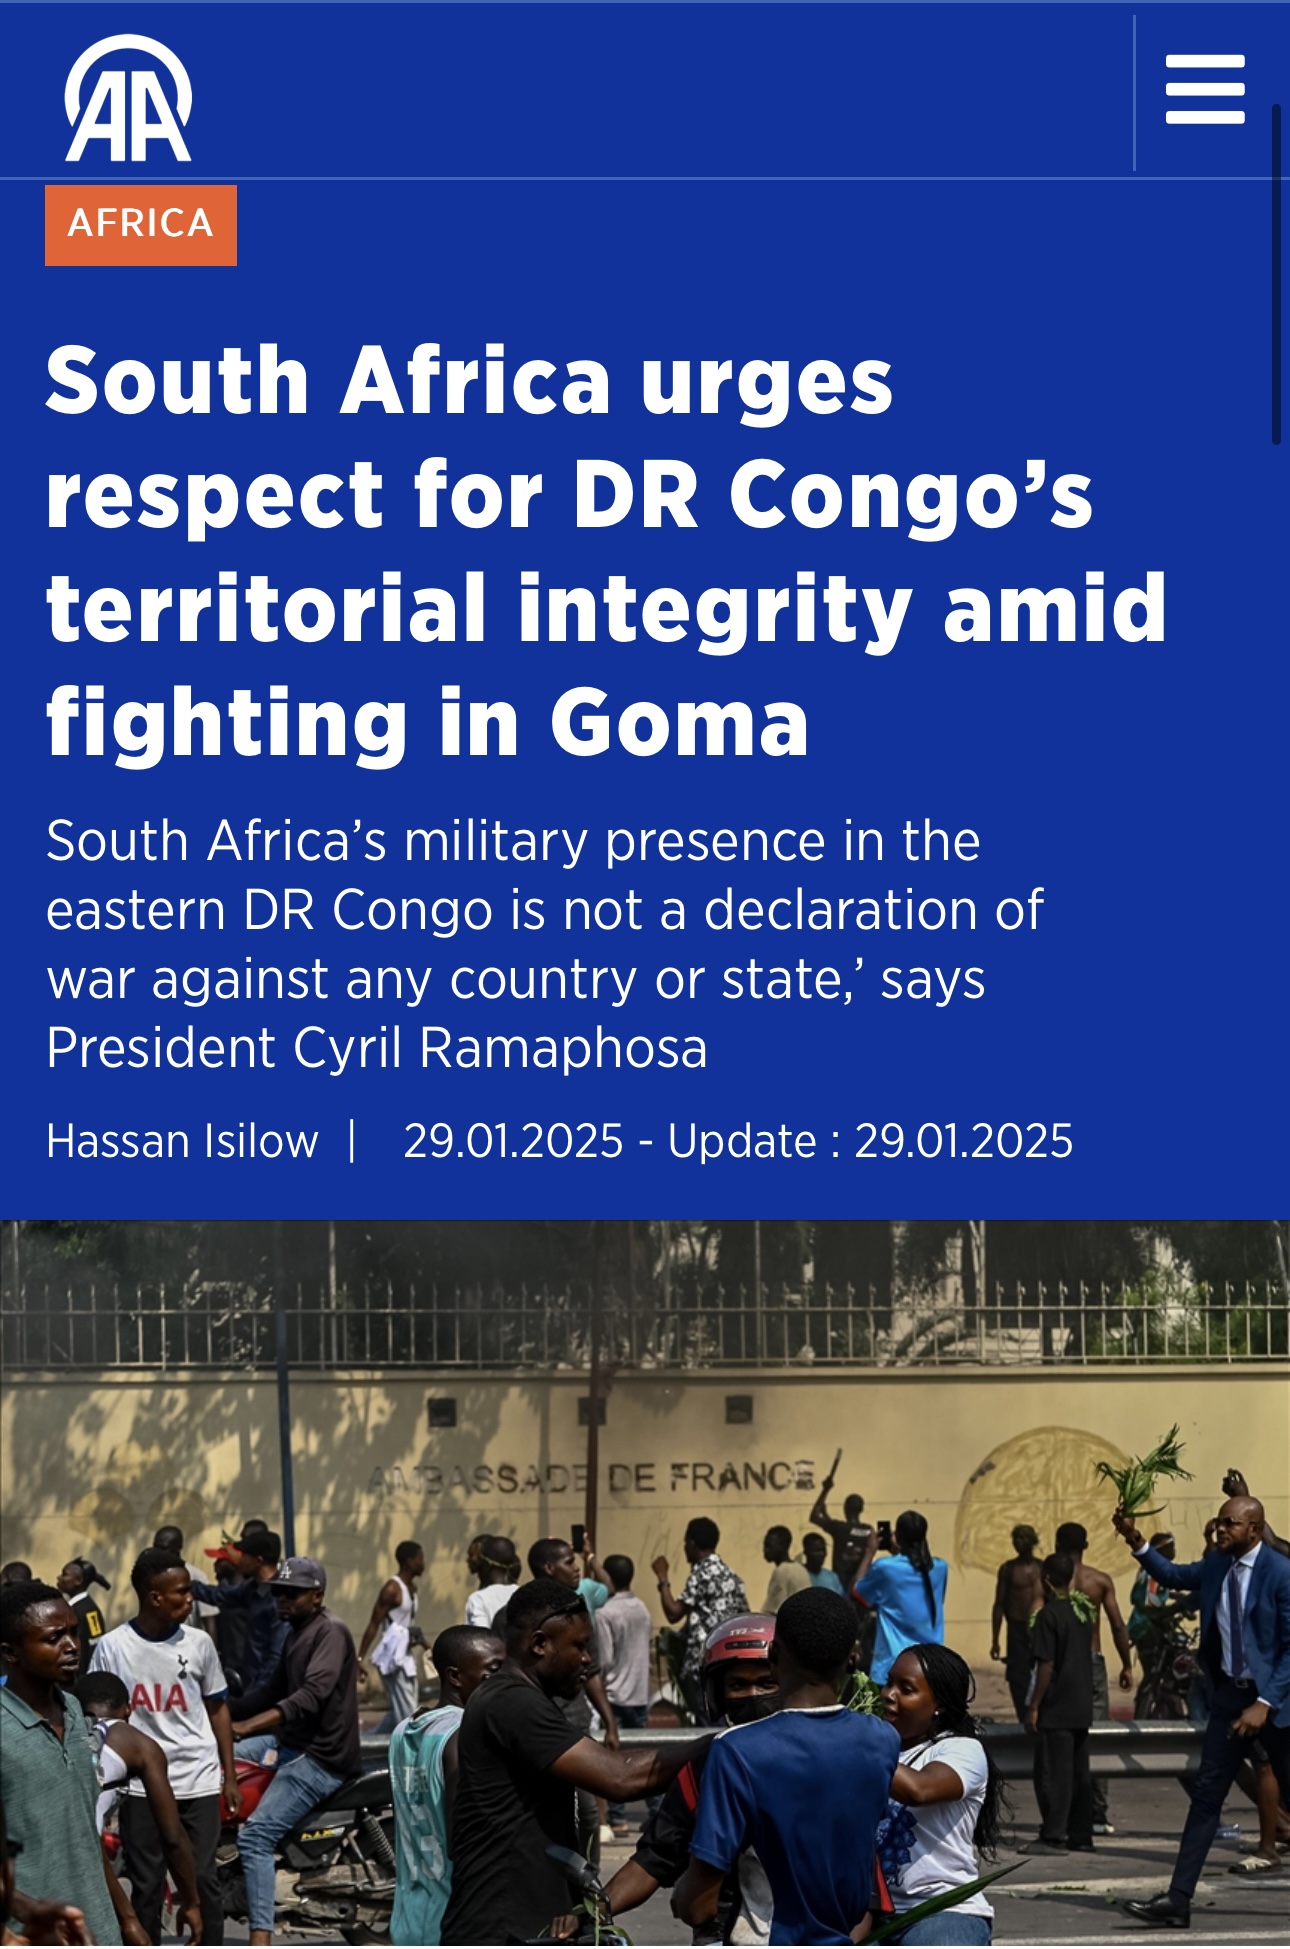 AA
AFRICA
South Africa urges
respect for DR Congo’s
territorial integrity amid
fighting in Goma
South Africa’s military presence in the
eastern DR Congo is not a declaration of
war against any country or state,’ says
President Cyril Ramaphosa
Hassan Isilow | 29.01.2025 - Update : 29.01.2025
AMBASSADE DE FRANCE
AIA